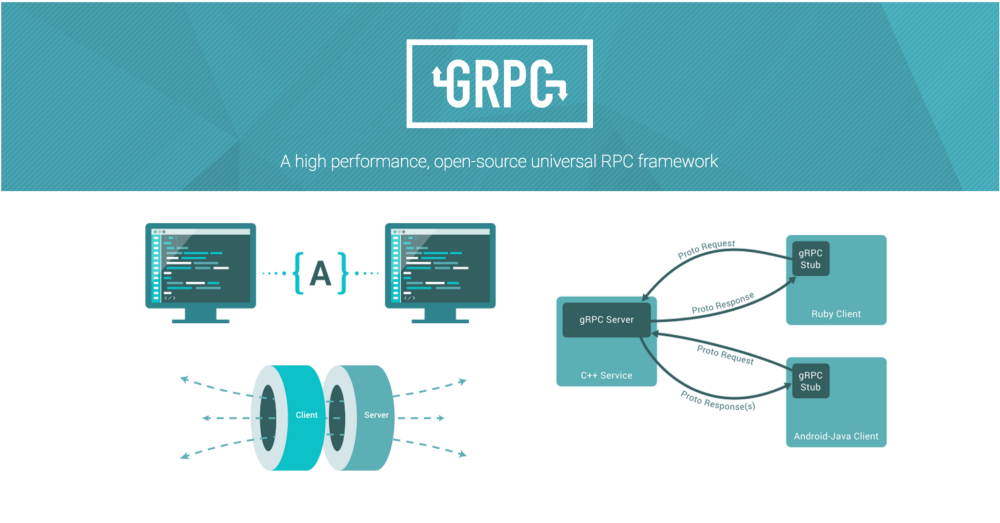 GRPC
A high performance, open-source universal RPC framework
{A}
</>
Client
Server
Proto Request
gRPC
Stub
Proto Response
Ruby Client
gRPC Server
C++ Service
Proto Request
gRPC
Stub
Proto Response(s)
Android-Java Client